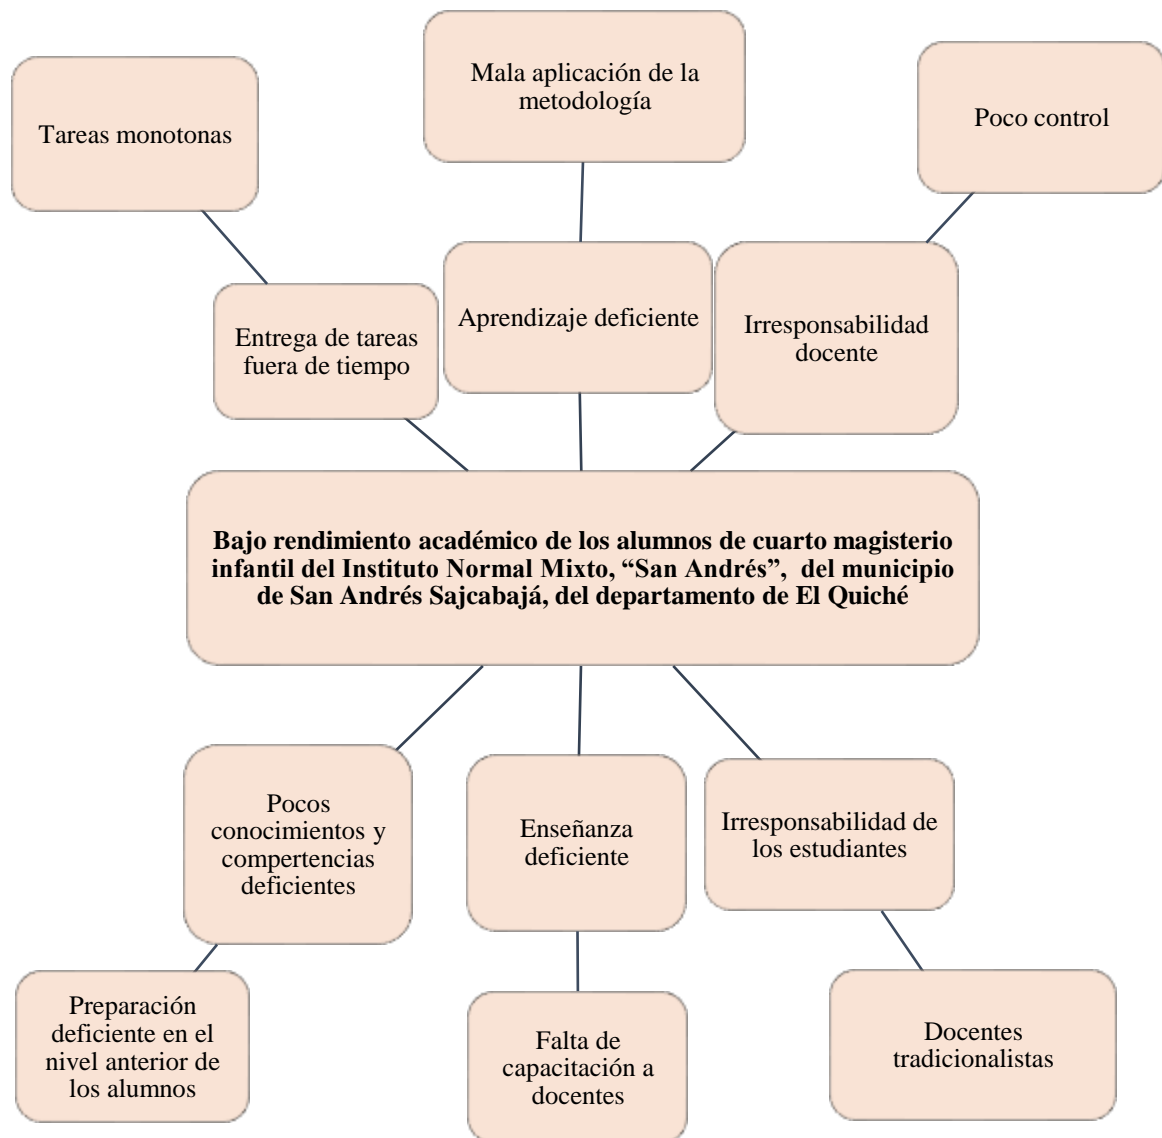 Mala aplicación de la
metodología
Tareas monotonas
Poco control
Entrega de tareas
fuera de tiempo
Aprendizaje deficiente
Irresponsabilidad
docente
Bajo rendimiento académico de los alumnos de cuarto magisterio
infantil del Instituto Normal Mixto, “San Andrés”, del municipio
de San Andrés Sajcabajá, del departamento de El Quiché
Pocos
conocimientos y
compertencias
deficientes
Enseñanza
deficiente
Irresponsabilidad de
los estudiantes
Preparación
deficiente en el
nivel anterior de
los alumnos
Falta de
capacitación a
docentes
Docentes
tradicionalistas